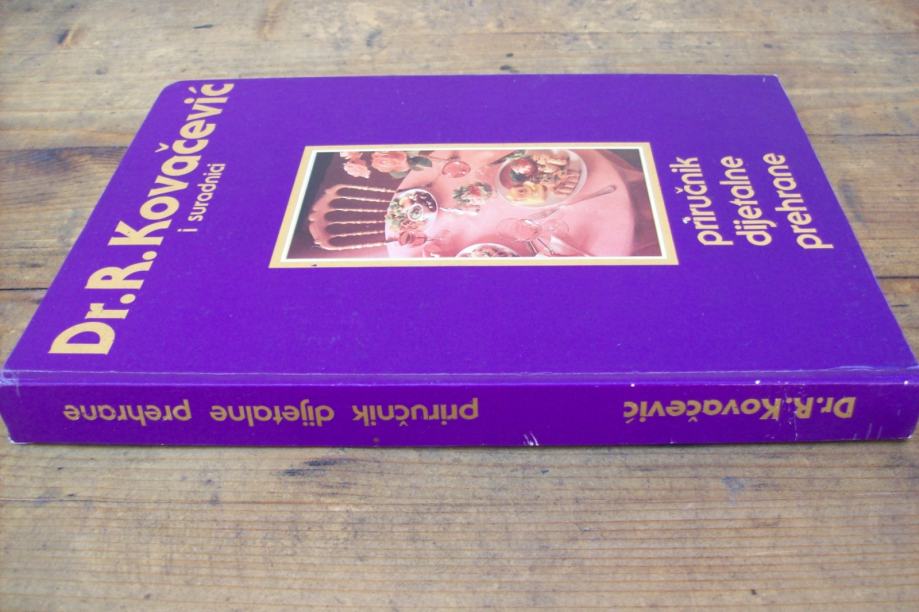 Dr.R.Kovačević
i suradnici
priručnik
dijetalne
prehrane
Dr.R.Kovačević
priručnik dijetalne prehrane